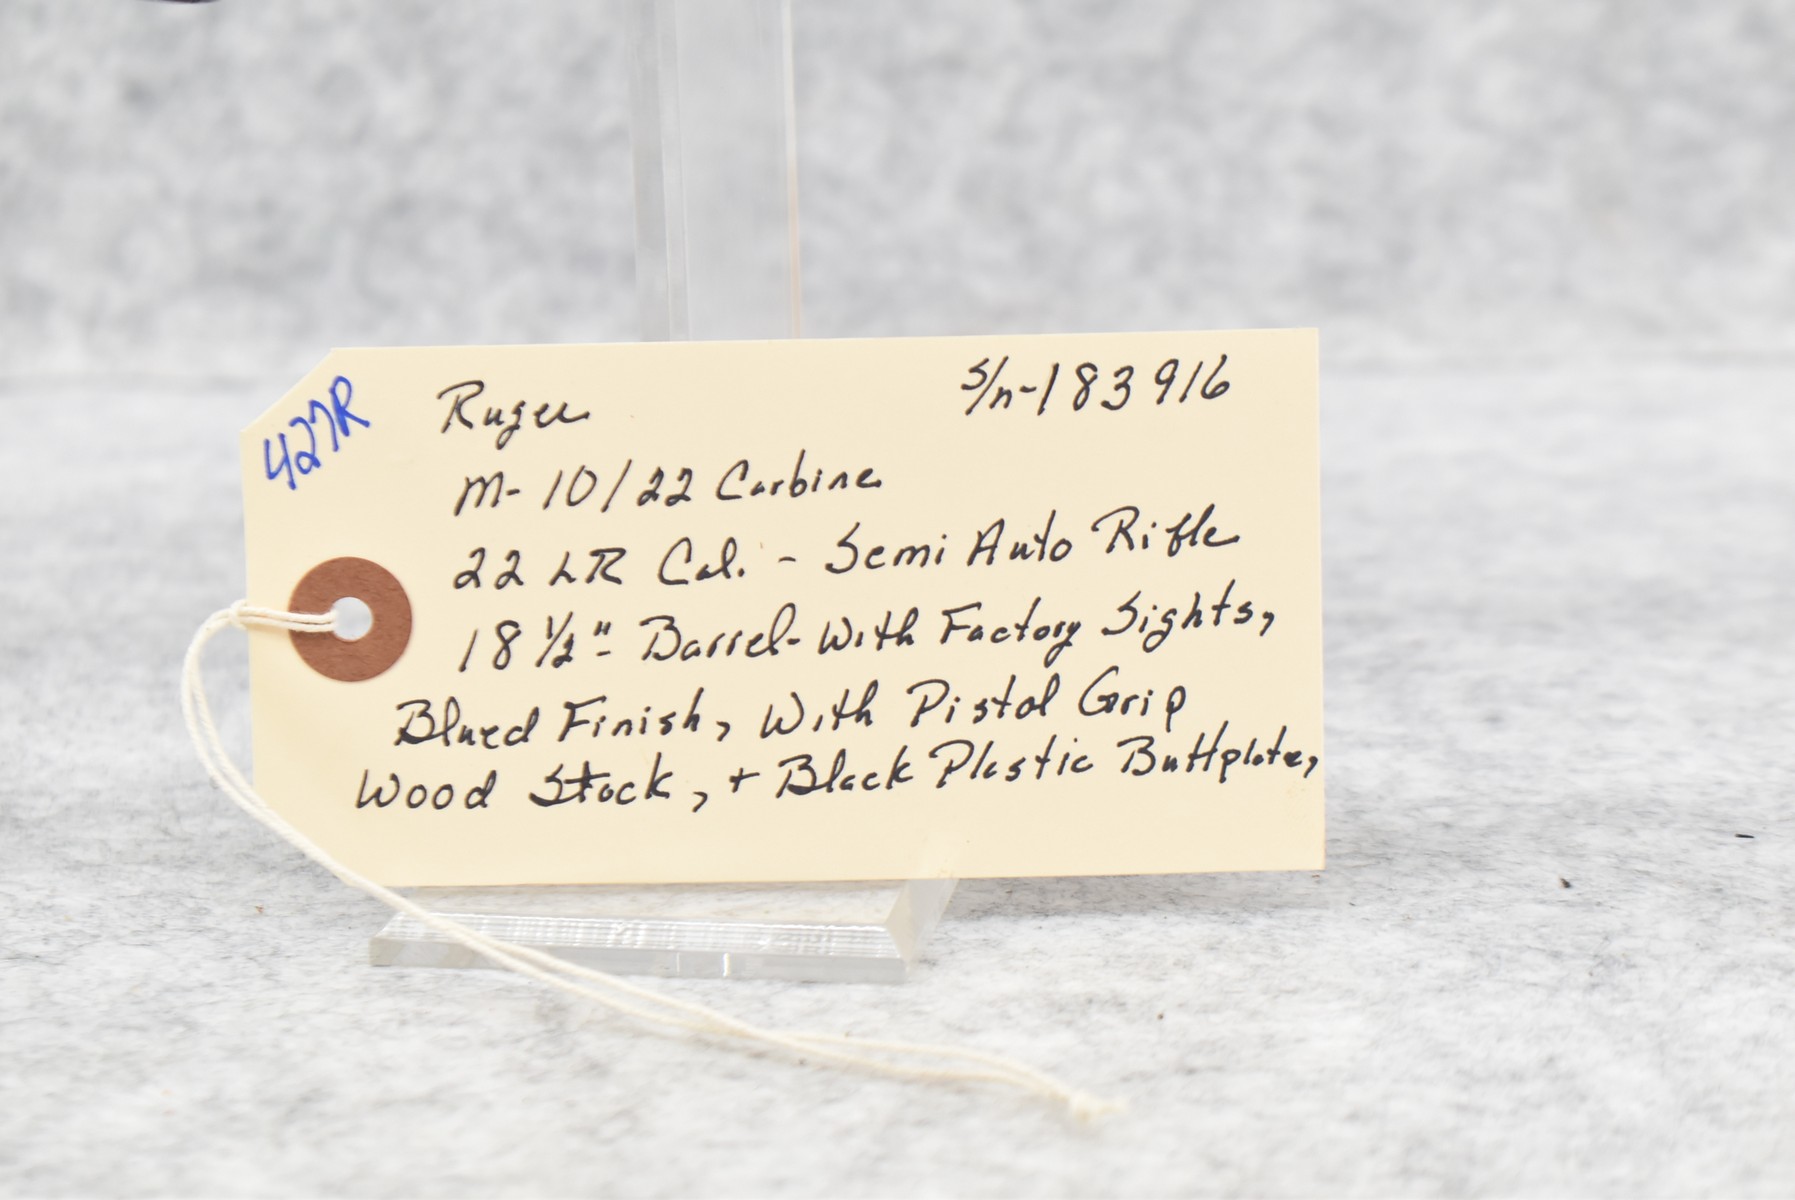 427R
Ruger S/n-183916
M-10/22 Carbine
22 LR Cal. - Semi Auto Rifle
18 1/2" - Barrel - With Factory Sights,
Blued Finish, With Pistol Grip
Wood Stock, + Black Plastic Buttplate,